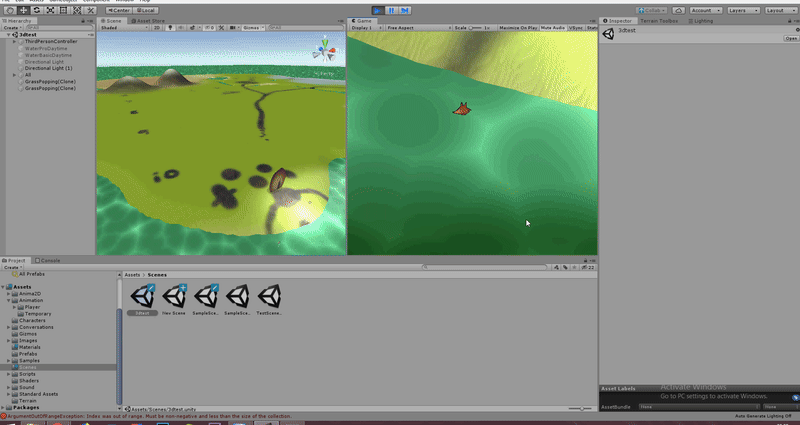 Center
Local
Collab
Account
Layers
Layout
Hierarchy
Scene
Asset Store
Game
Inspector
Terrain Toolbox
Lighting
Create
All
Shaded
2D
Gizmos
All
Display 1
Free Aspect
Scale
1x
Maximize On Play
Mute Audio
VSync
Stats
3dtest
3dtest
Open
ThirdPersonController
WaterProDaytime
WaterBasicDaytime
Directional Light
Directional Light (1)
All
GrassPopping(Clone)
GrassPopping(Clone)
Persp
Project
Console
Create
22
All Prefabs
Assets > Scenes
Assets
Anima2D
Animation
Player
Temporary
Characters
Conversations
Gizmos
Images
Materials
Prefabs
Samples
Scenes
Scripts
Shaders
Sound
Standard Assets
Terrain
Packages
3dtest
Hex Scene
SampleSce...
SampleSce...
TestScene...
Assets/Scenes/3dtest.unity
Asset Labels
Activate Windows
Go to PC settings to activate Windows.
AssetBundle
None
None
ArgumentOutOfRangeException: Index was out of range. Must be non-negative and less than the size of the collection.
Auto Generate Lighting Off